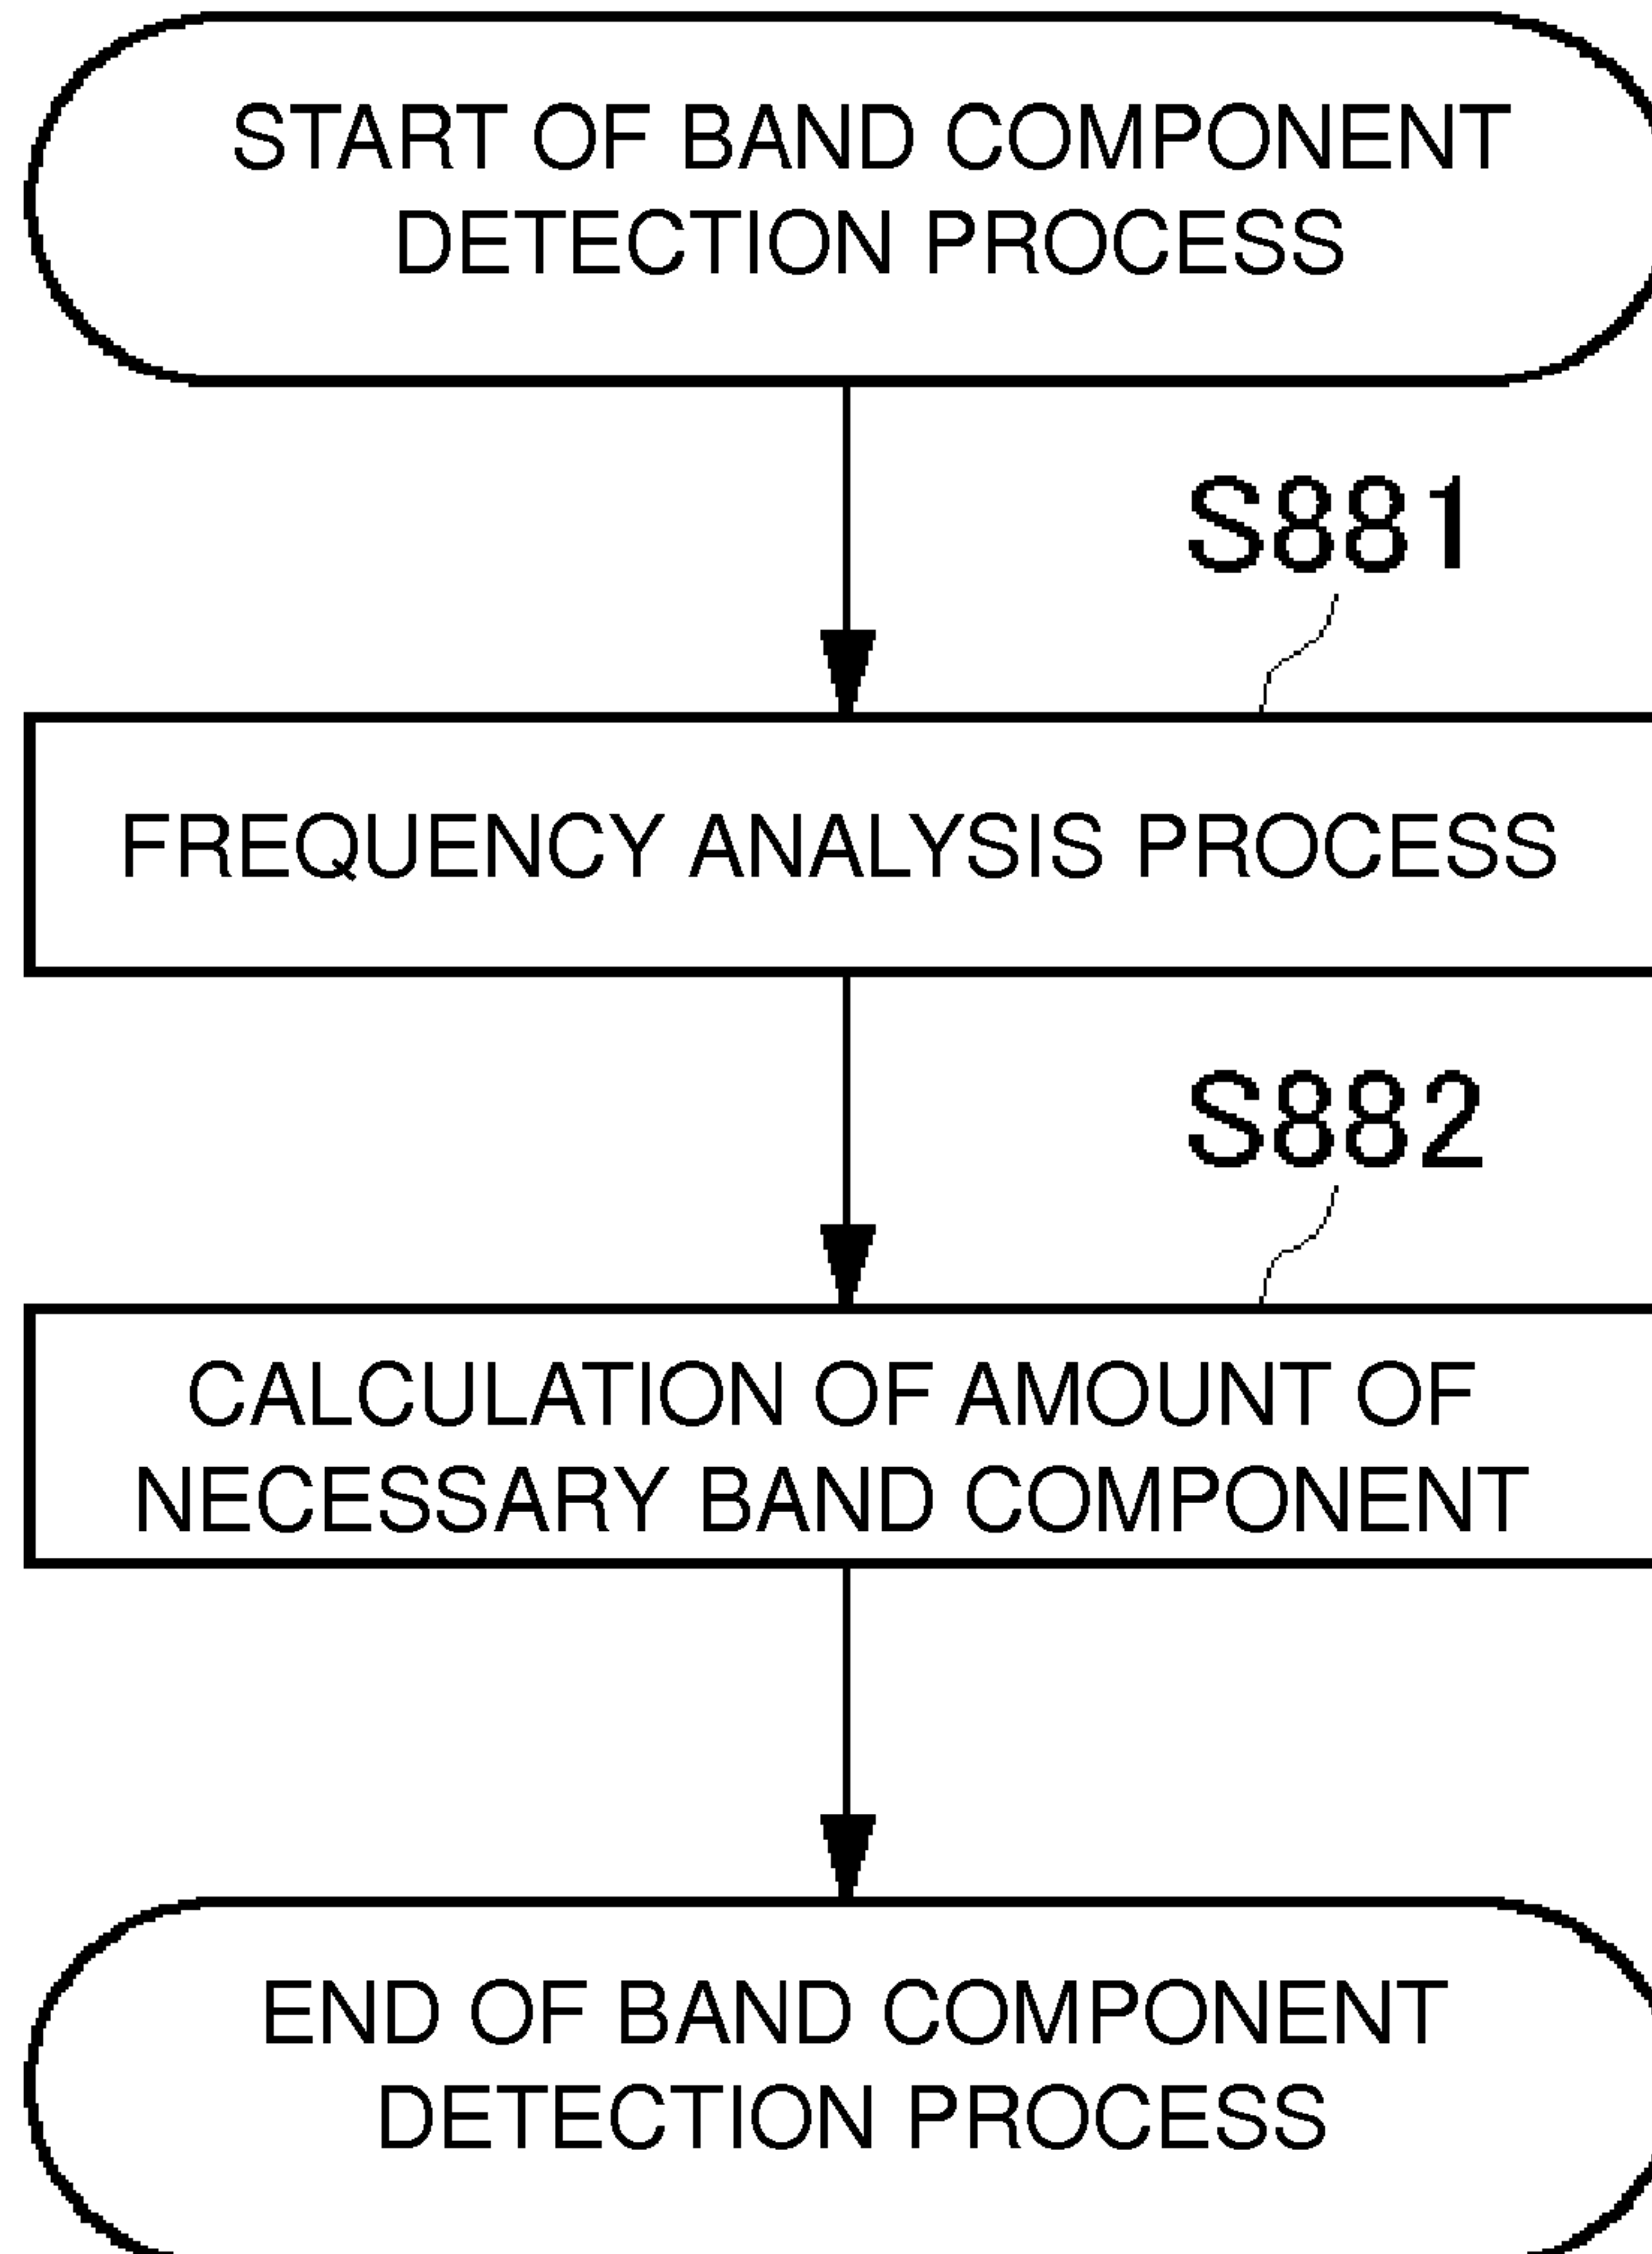 START OF BAND COMPONENT
DETECTION PROCESS
S881
FREQUENCY ANALYSIS PROCESS
S882
CALCULATION OF AMOUNT OF
NECESSARY BAND COMPONENT
END OF BAND COMPONENT
DETECTION PROCESS